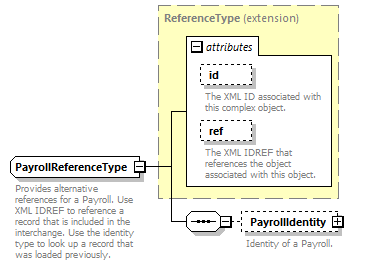 ReferenceType (extension)
attributes
id
The XML ID associated with
this complex object.
ref
The XML IDREF that
references the object
associated with this object.
PayrollReferenceType
Provides alternative
references for a Payroll. Use
XML IDREF to reference a
record that is included in the
interchange. Use the identity
type to look up a record that
was loaded previously.
PayrollIdentity
Identity of a Payroll.